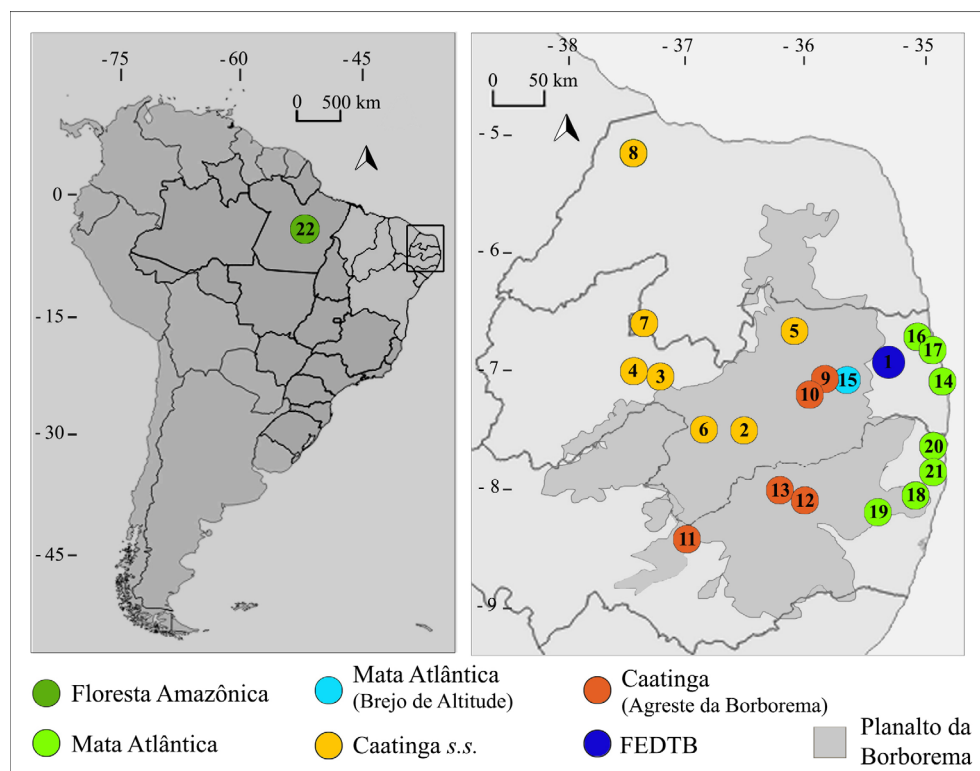 -75 -60 -45
0 500 km
0
-15
-30
-45
22
-38 -37 -36 -35
0 50 km
-5
-6
-7
-8
-9
8
7
5
16
17
1
4
3
9
15
14
10
6
2
20
21
13
12
18
19
11
Floresta Amazônica
Mata Atlântica
Mata Atlântica
(Brejo de Altitude)
Caatinga s.s.
Caatinga
(Agreste da Borborema)
FEDTB
Planalto da
Borborema